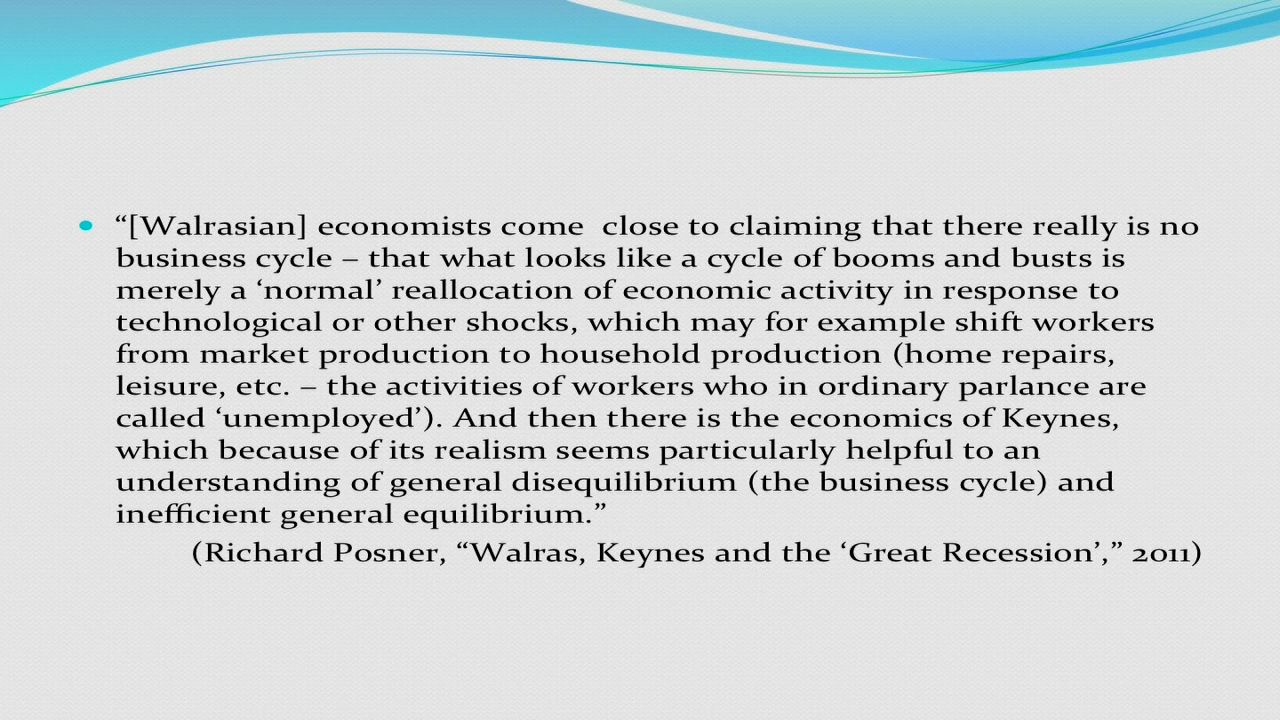 • “[Walrasian] economists come  close to claiming that there really is no
business cycle – that what looks like a cycle of booms and busts is
merely a ‘normal’ reallocation of economic activity in response to
technological or other shocks, which may for example shift workers
from market production to household production (home repairs,
leisure, etc. – the activities of workers who in ordinary parlance are
called ‘unemployed’). And then there is the economics of Keynes,
which because of its realism seems particularly helpful to an
understanding of general disequilibrium (the business cycle) and
inefficient general equilibrium.”
(Richard Posner, “Walras, Keynes and the ‘Great Recession’,” 2011)